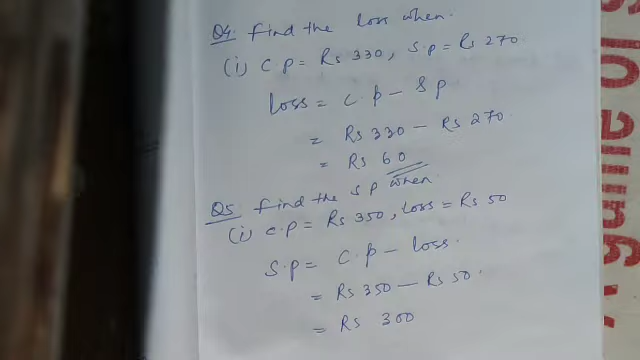 Q4. Find the loss when.
(i) C p = Rs 330, S.p = Rs 270
loss = C.p - S p
= Rs 330 - Rs 270.
= Rs 60
Q5 Find the S p when
(i) C.p = Rs 350, Loss = Rs 50
S.p = C.p - loss.
= Rs 350 - Rs 50.
= Rs 300